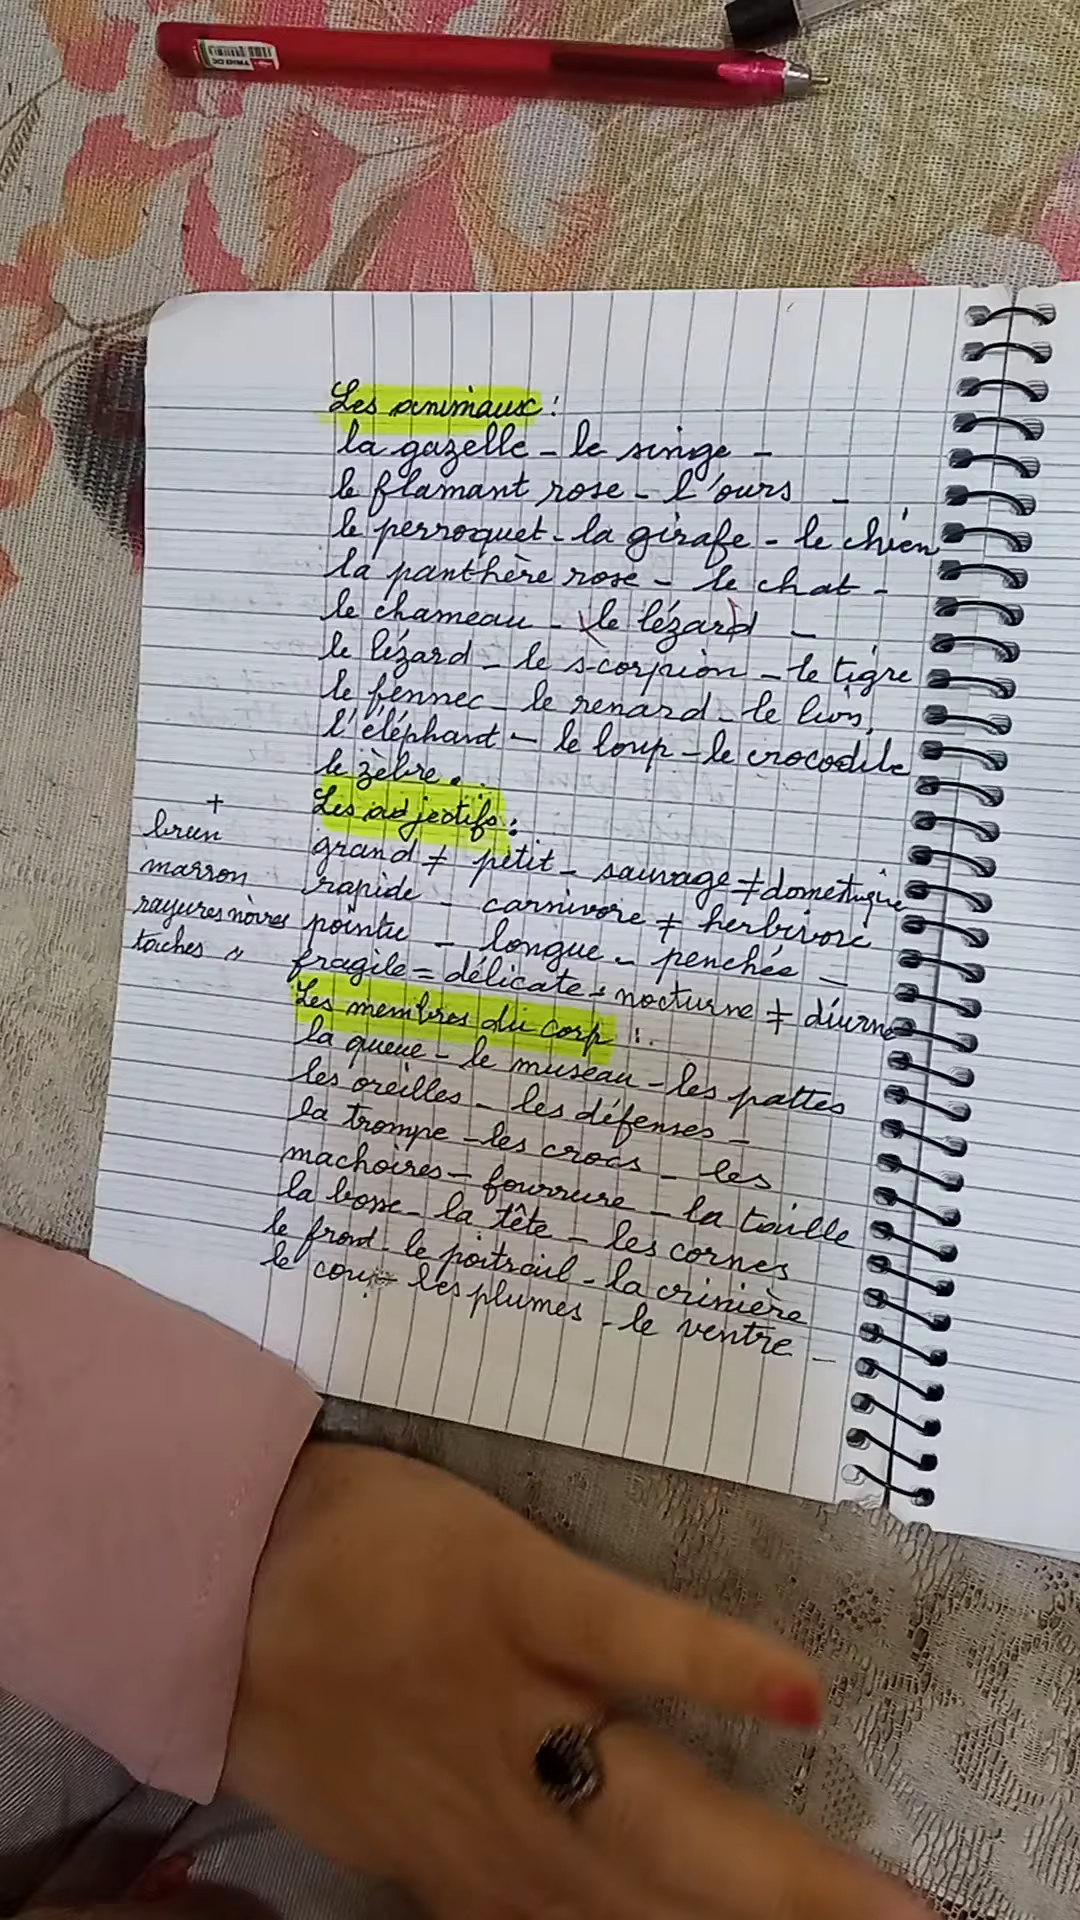 Les animaux :
la gazelle - le singe -
le flamant rose - l'ours -
le perroquet - la girafe - le chien
la panthère rose - le chat -
le chameau - le lézard -
le lézard - le scorpion - le tigre
le fennec - le renard - le lion,
l'éléphant - le loup - le crocodile
le zèbre...
Les adjectifs :
grand ≠ petit - sauvage ≠ domestique
rapide - carnivore ≠ herbivore
pointu - longue - penchée -
fragile = délicate - nocturne ≠ diurne
+
brun
marron
rayures noires
taches "
Les membres du corp :
la queue - le museau - les pattes
les oreilles - les défenses -
la trompe - les crocs - les
machoires - fourrure - la taille
la bosse - la tête - les cornes
le front - le poitrail - la crinière
le cou - les plumes - le ventre -